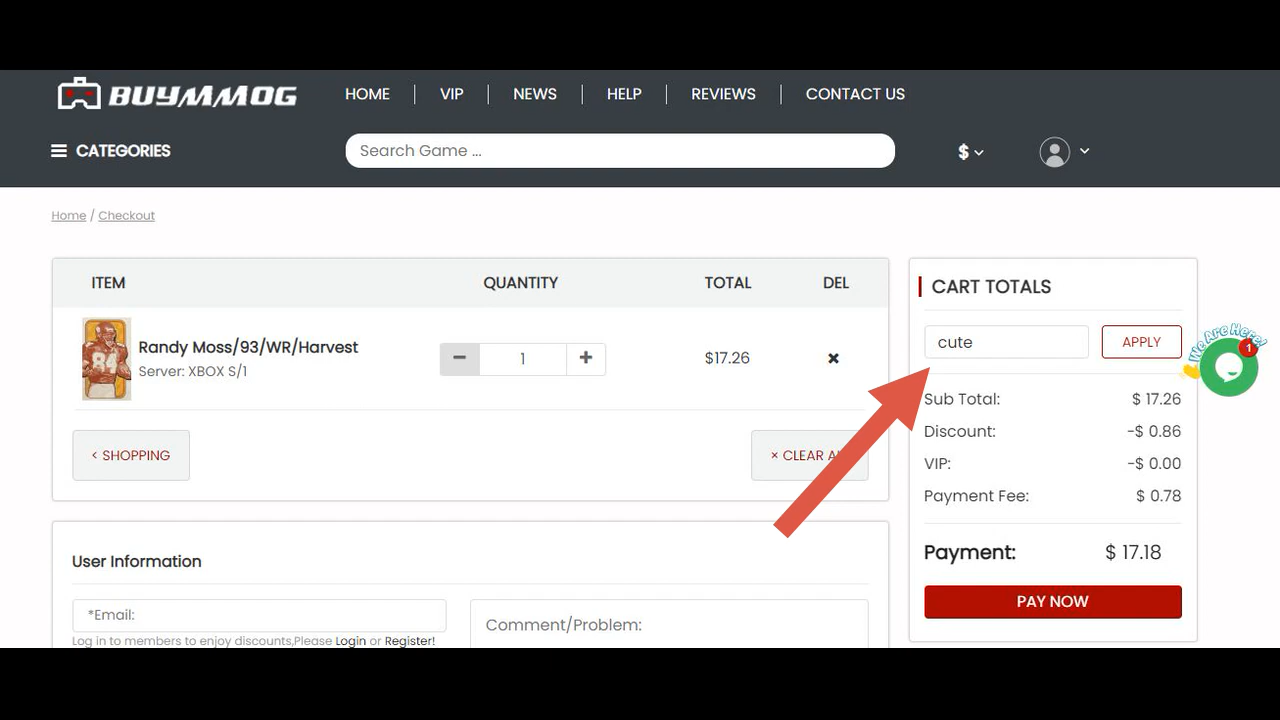 BUYMMOG
HOME
VIP
NEWS
HELP
REVIEWS
CONTACT US
CATEGORIES
Search Game ...
$
Home / Checkout
ITEM QUANTITY TOTAL DEL
Randy Moss/93/WR/Harvest
Server: XBOX S/1
84
− 1 +
$17.26
×
< SHOPPING
× CLEAR A
User Information
*Email:
Log in to members to enjoy discounts,Please Login or Register!
Comment/Problem:
CART TOTALS
cute
APPLY
Sub Total: $ 17.26
Discount: -$ 0.86
VIP: -$ 0.00
Payment Fee: $ 0.78
Payment: $ 17.18
PAY NOW
We Are Here!
1